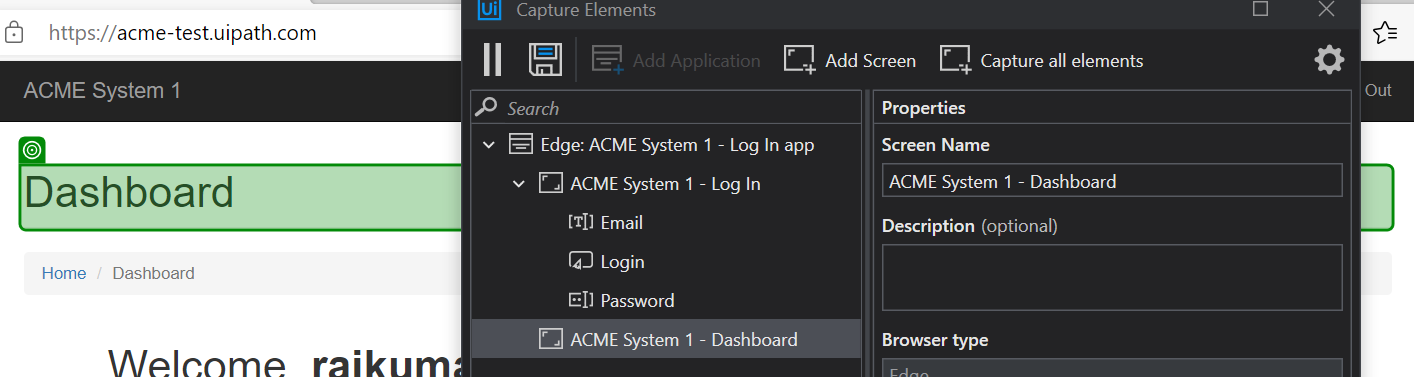 https://acme-test.uipath.com
ACME System 1
Out
Dashboard
Home / Dashboard
Welcome
Ui Capture Elements
Add Application
Add Screen
Capture all elements
Search
Edge: ACME System 1 - Log In app
ACME System 1 - Log In
Email
Login
Password
ACME System 1 - Dashboard
Properties
Screen Name
ACME System 1 - Dashboard
Description (optional)
Browser type
Edge